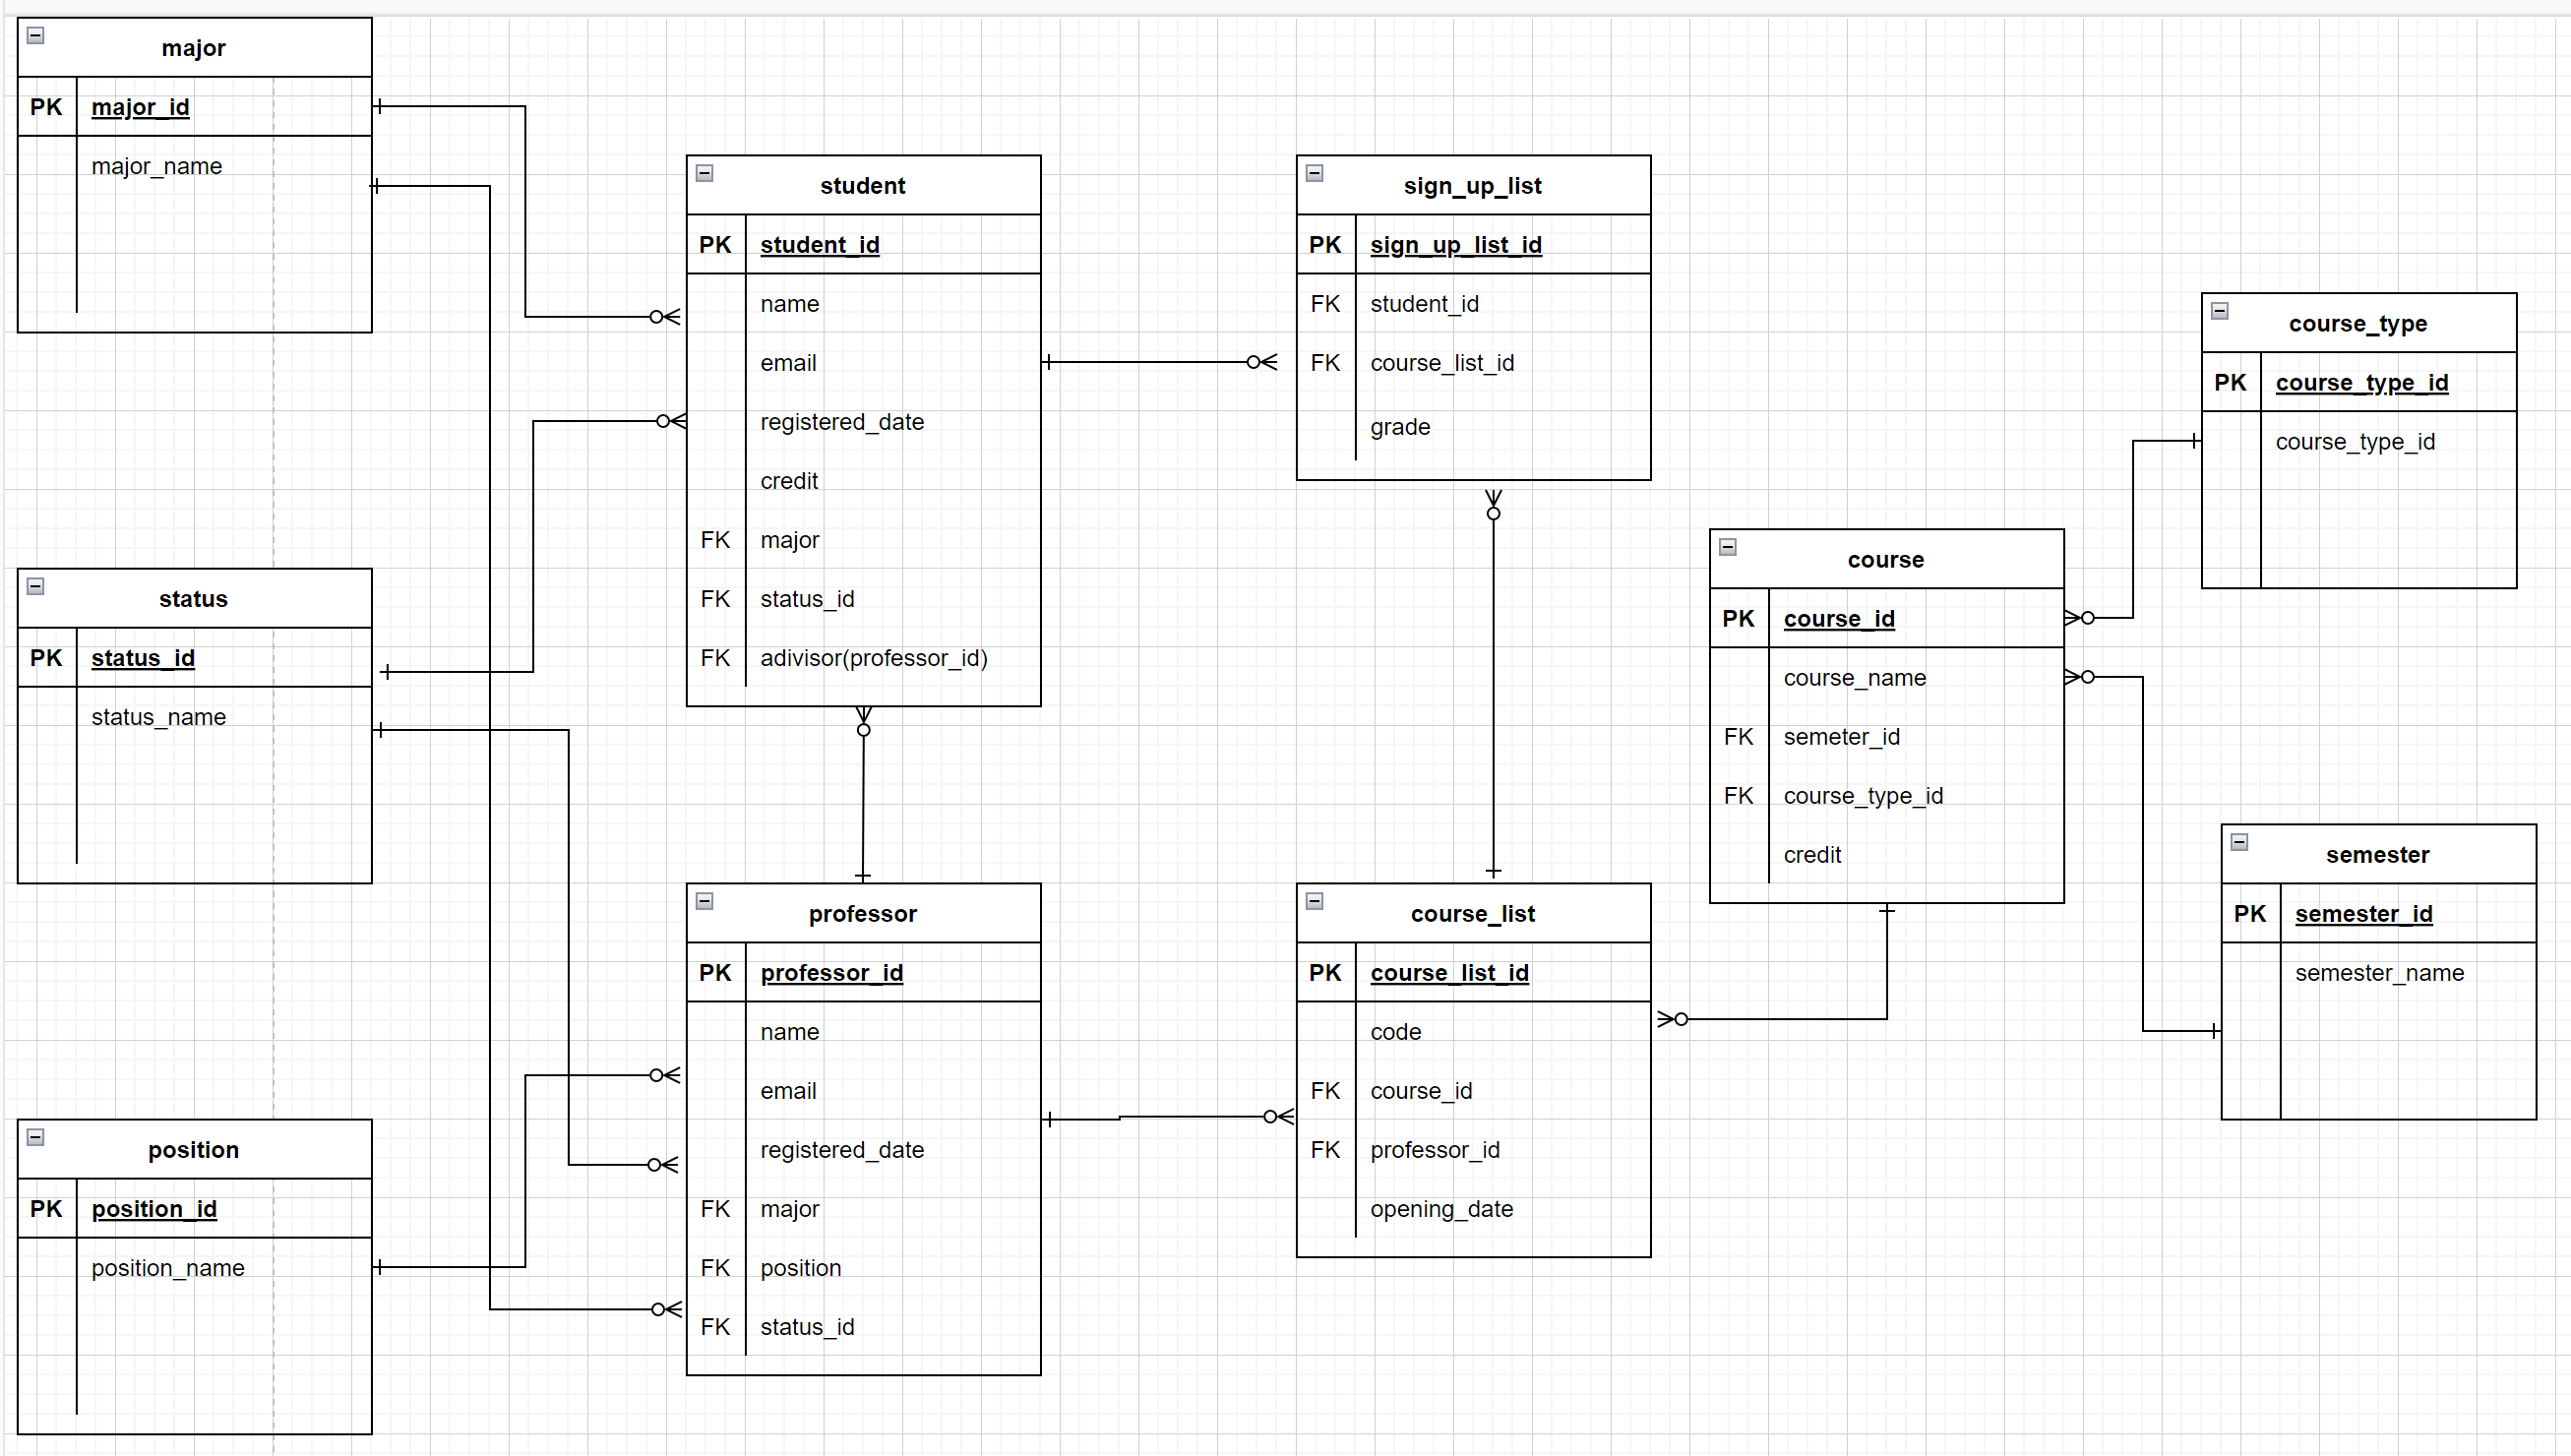 major
PK major_id
major_name
student
PK student_id
name
email
registered_date
credit
FK major
FK status_id
FK adivisor(professor_id)
sign_up_list
PK sign_up_list_id
FK student_id
FK course_list_id
grade
course_type
PK course_type_id
course_type_id
status
PK status_id
status_name
course
PK course_id
course_name
FK semeter_id
FK course_type_id
credit
semester
PK semester_id
semester_name
professor
PK professor_id
name
email
registered_date
FK major
FK position
FK status_id
course_list
PK course_list_id
code
FK course_id
FK professor_id
opening_date
position
PK position_id
position_name